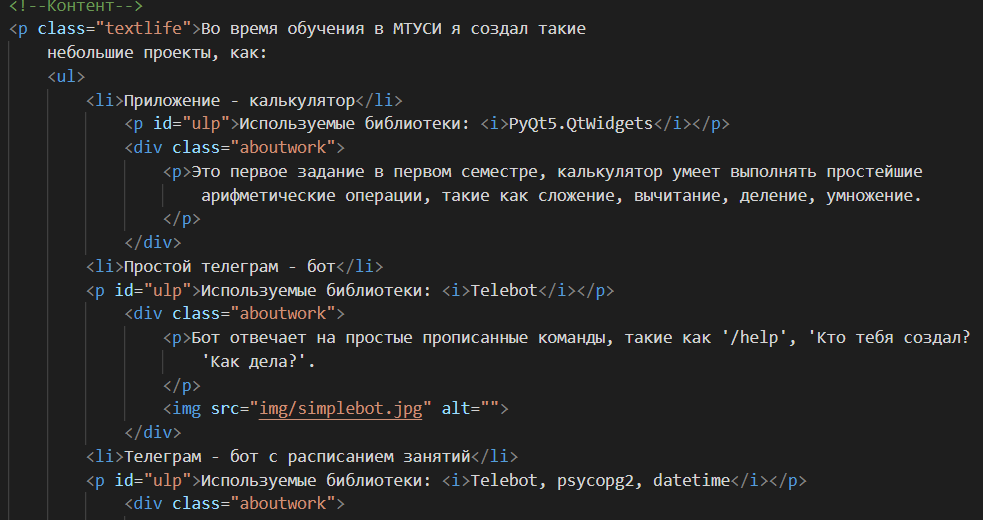 <!--Контент-->
<p class="textlife">Во время обучения в МТУСИ я создал такие
небольшие проекты, как:
<ul>
<li>Приложение - калькулятор</li>
<p id="ulp">Используемые библиотеки: <i>PyQt5.QtWidgets</i></p>
<div class="aboutwork">
<p>Это первое задание в первом семестре, калькулятор умеет выполнять простейшие
арифметические операции, такие как сложение, вычитание, деление, умножение.
</p>
</div>
<li>Простой телеграм - бот</li>
<p id="ulp">Используемые библиотеки: <i>Telebot</i></p>
<div class="aboutwork">
<p>Бот отвечает на простые прописанные команды, такие как '/help', 'Кто тебя создал?
'Как дела?'.
</p>
<img src="img/simplebot.jpg" alt="">
</div>
<li>Телеграм - бот с расписанием занятий</li>
<p id="ulp">Используемые библиотеки: <i>Telebot, psycopg2, datetime</i></p>
<div class="aboutwork">